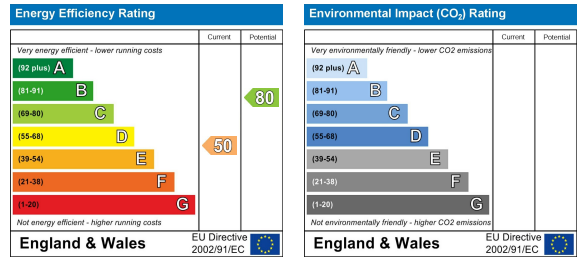 Energy Efficiency Rating
Current Potential
Very energy efficient - lower running costs
(92 plus) A
(81-91) B
80
(69-80) C
(55-68) D
50
(39-54) E
(21-38) F
(1-20) G
Not energy efficient - higher running costs
England & Wales
EU Directive
2002/91/EC
Environmental Impact (CO₂) Rating
Current Potential
Very environmentally friendly - lower CO2 emissions
(92 plus) A
(81-91) B
(69-80) C
(55-68) D
(39-54) E
(21-38) F
(1-20) G
Not environmentally friendly - higher CO2 emissions
England & Wales
EU Directive
2002/91/EC